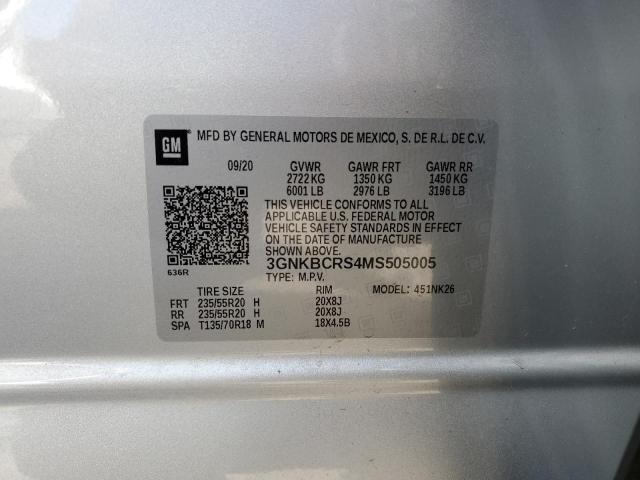 GM
MFD BY GENERAL MOTORS DE MEXICO, S. DE R.L. DE C.V.
09/20 GVWR GAWR FRT GAWR RR
2722 KG 1350 KG 1450 KG
6001 LB 2976 LB 3196 LB
THIS VEHICLE CONFORMS TO ALL
APPLICABLE U.S. FEDERAL MOTOR
VEHICLE SAFETY STANDARDS IN EFFECT
ON THE DATE OF MANUFACTURE
SHOWN ABOVE.
3GNKBCRS4MS505005
636R
TYPE: M.P.V. MODEL: 451NK26
TIRE SIZE RIM
FRT 235/55R20 H 20X8J
RR 235/55R20 H 20X8J
SPA T135/70R18 M 18X4.5B